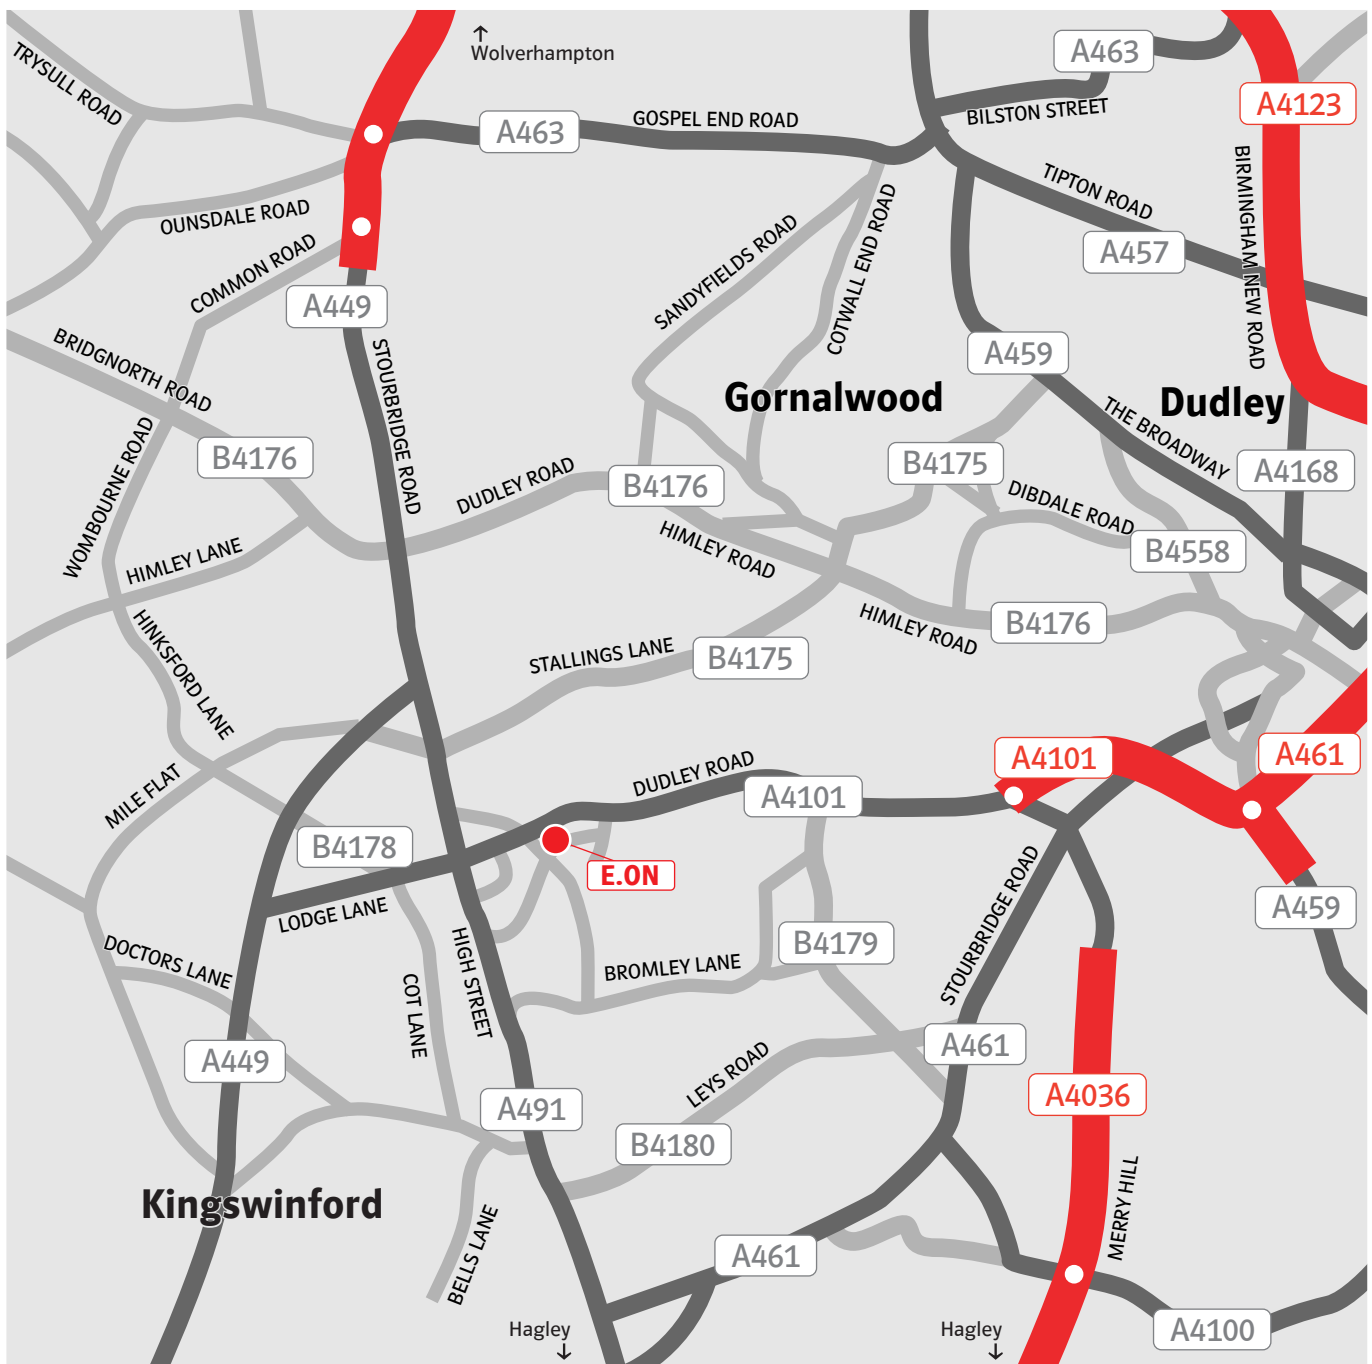 ↑
Wolverhampton
A463
A4123
TRYSULL ROAD
A463
GOSPEL END ROAD
BILSTON STREET
TIPTON ROAD
BIRMINGHAM NEW ROAD
OUNSDALE ROAD
COMMON ROAD
SANDYFIELDS ROAD
COTWALL END ROAD
A457
A449
BRIDGNORTH ROAD
STOURBRIDGE ROAD
A459
Gornalwood
Dudley
THE BROADWAY
B4176
WOMBOURNE ROAD
DUDLEY ROAD
B4176
B4175
A4168
DIBDALE ROAD
HIMLEY LANE
HIMLEY ROAD
B4558
HINKSFORD LANE
HIMLEY ROAD
B4176
STALLINGS LANE
B4175
MILE FLAT
DUDLEY ROAD
A4101
A4101
A461
B4178
E.ON
LODGE LANE
STOURBRIDGE ROAD
A459
DOCTORS LANE
COT LANE
HIGH STREET
BROMLEY LANE
B4179
A449
A461
LEYS ROAD
A4036
A491
B4180
Kingswinford
BELLS LANE
A461
MERRY HILL
Hagley
↓
Hagley
↓
A4100